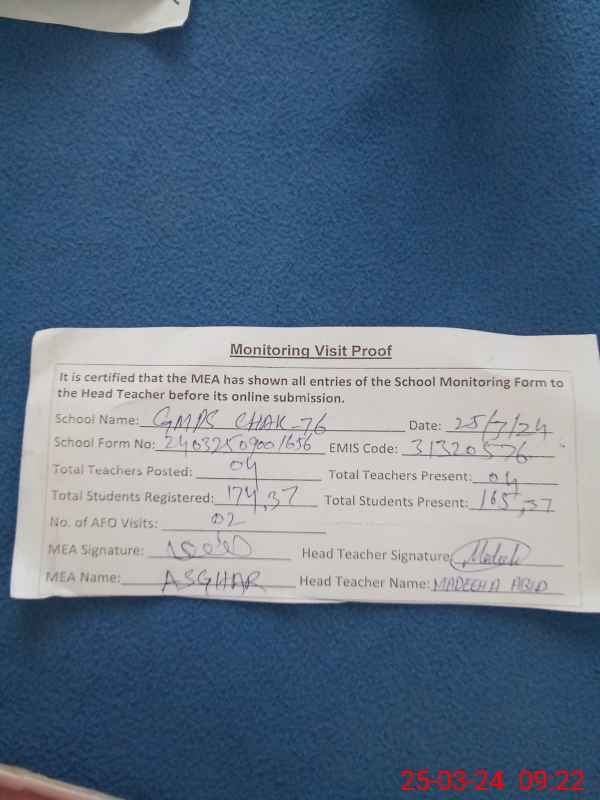 Monitoring Visit Proof
It is certified that the MEA has shown all entries of the School Monitoring Form to
the Head Teacher before its online submission.
School Name: GMPS CHAK-76 Date: 25/7/24
School Form No: 24032509001656 EMIS Code: 31320576
Total Teachers Posted: 04 Total Teachers Present: 04
Total Students Registered: 174,37 Total Students Present: 165,37
No. of AEO Visits: 02
MEA Signature: Head Teacher Signature
MEA Name: ASGHAR Head Teacher Name: MADEEHA ABID
25-03-24 09:22